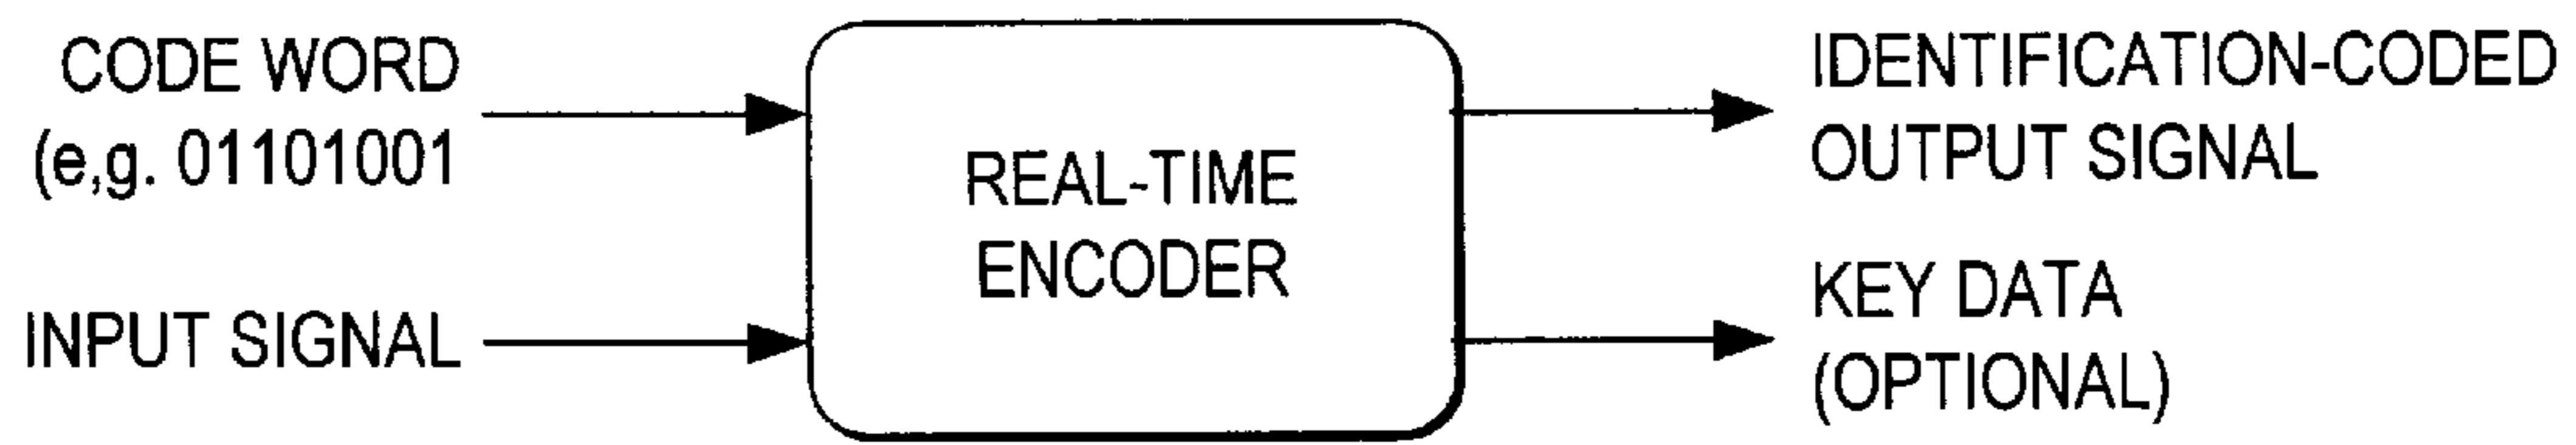 CODE WORD
(e,g. 01101001
INPUT SIGNAL
REAL-TIME
ENCODER
IDENTIFICATION-CODED
OUTPUT SIGNAL
KEY DATA
(OPTIONAL)